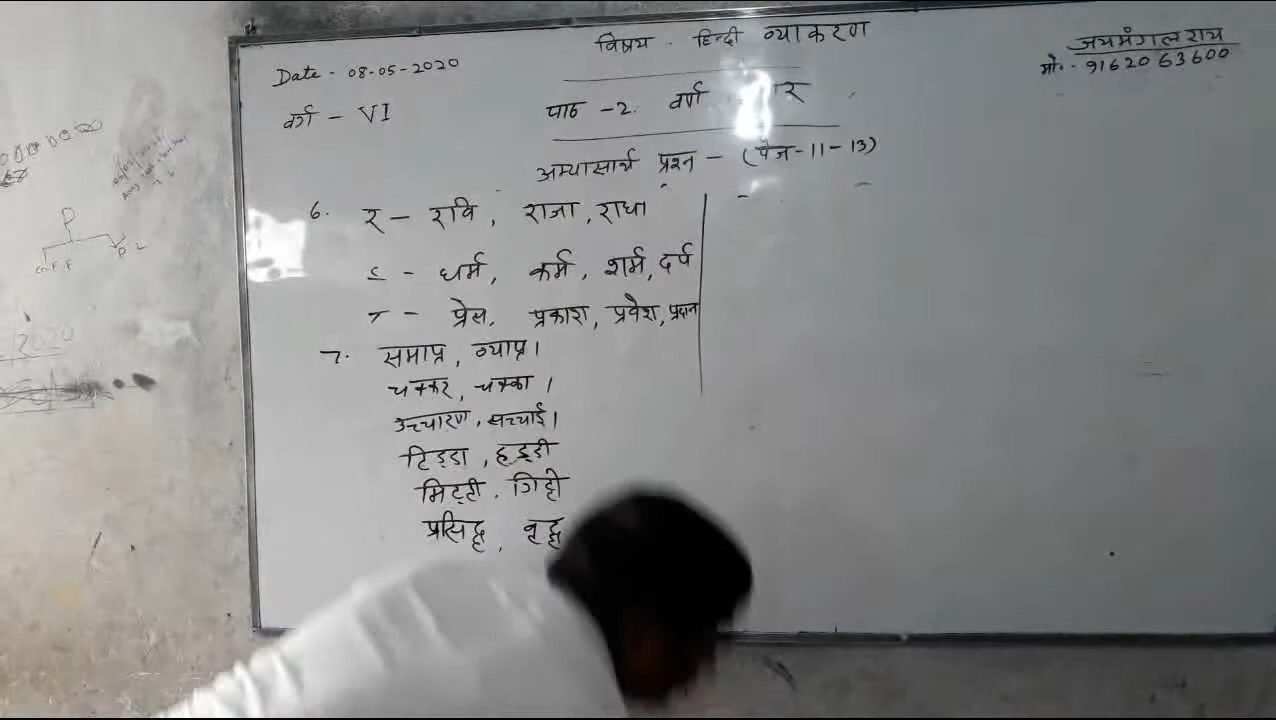 विषय - हिन्दी व्याकरण
जयमंगल राय
मो. - 9162063600
Date - 08-05-2020
वर्ग - VI
पाठ - 2. वर्ण
अभ्यासार्थ प्रश्न - (पेज - 11 - 13)
6. र - रवि, राजा, राधा
र्‍ - धर्म, कर्म, शर्म, दर्प
प्रेस, प्रकाश, प्रवेश,
7. समाप्त, व्याप्त।
चक्कर, चक्का।
उच्चारण, सच्चाई।
टिड्डा, हड्डी
मिट्टी, गिट्टी
प्रसिद्ध, वृद्ध